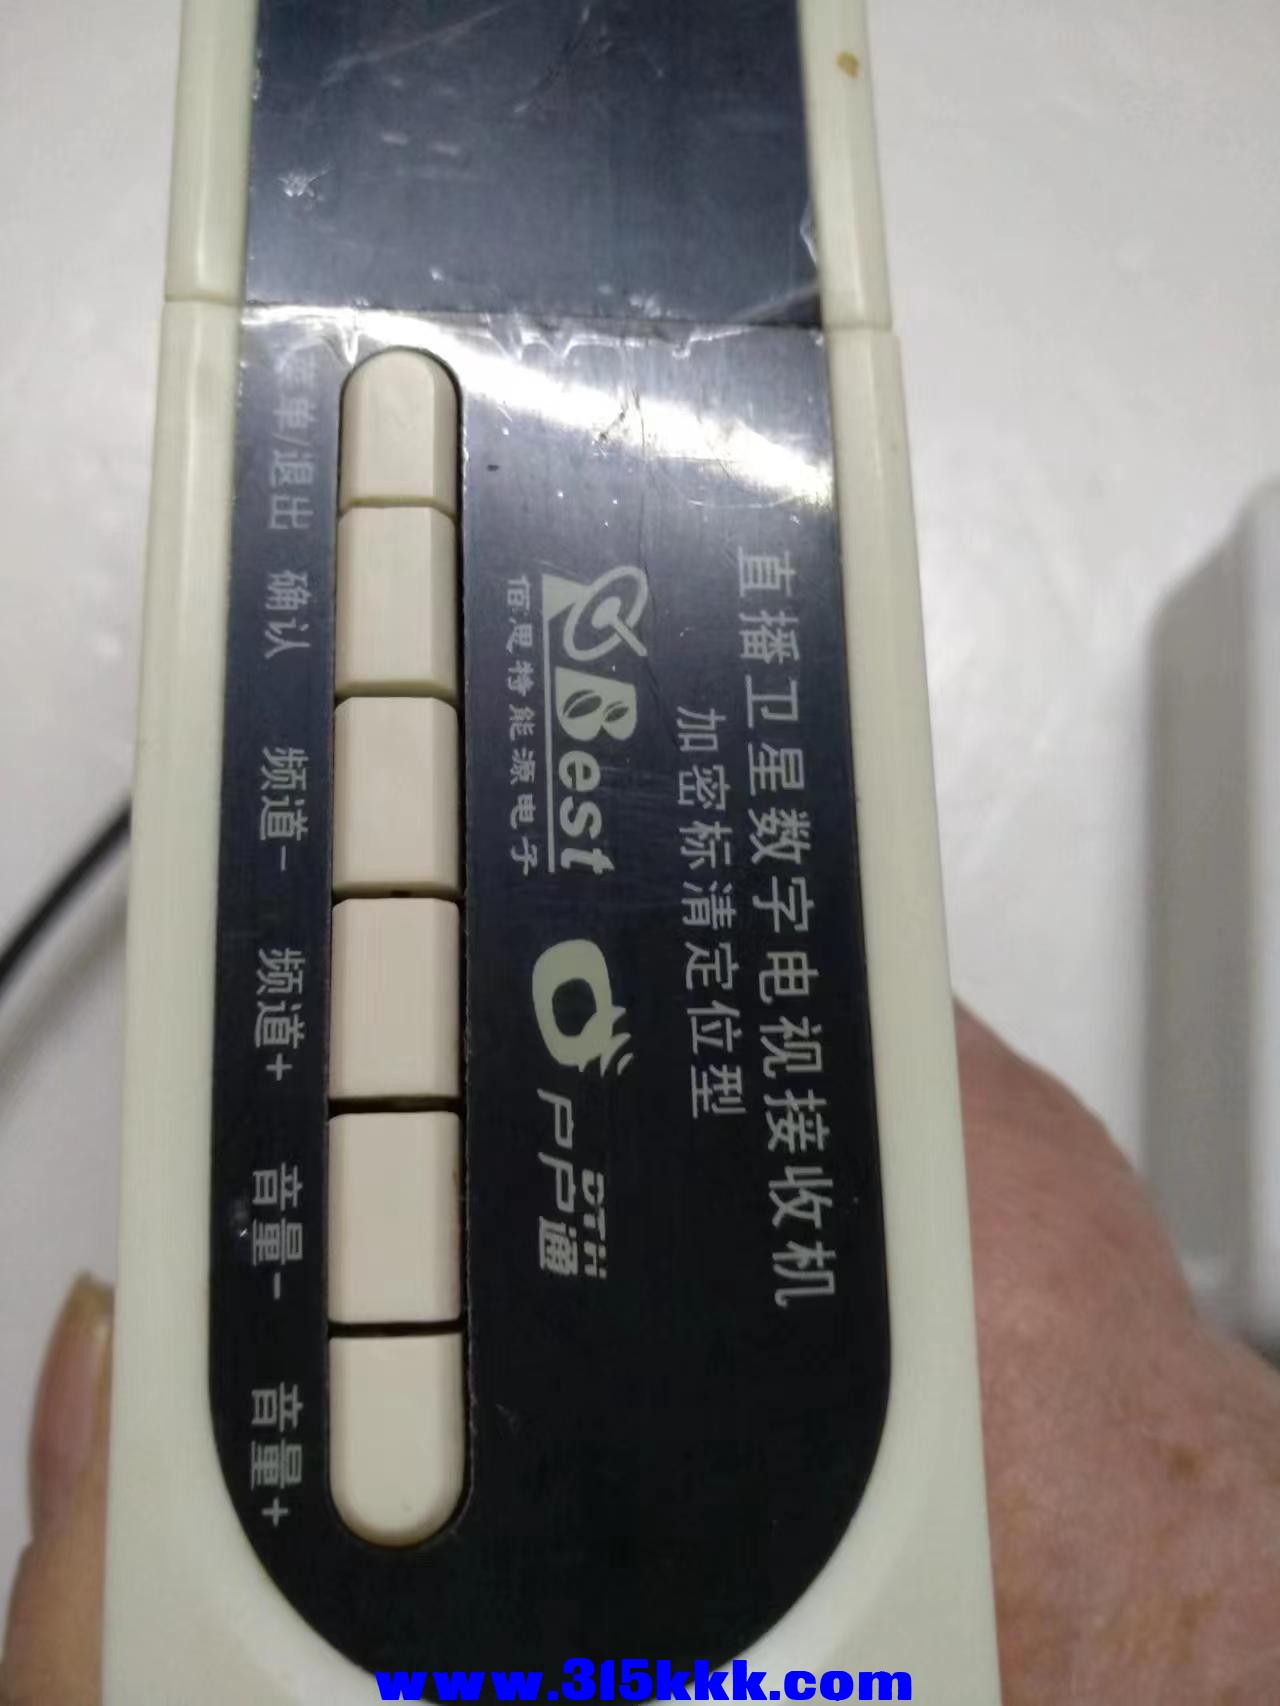 直播卫星数字电视接收机
加密标清定位型
Best
佰思特能源电子
户户通
DTH
菜单/退出
确认
频道-
频道+
音量-
音量+
www.315kkk.com